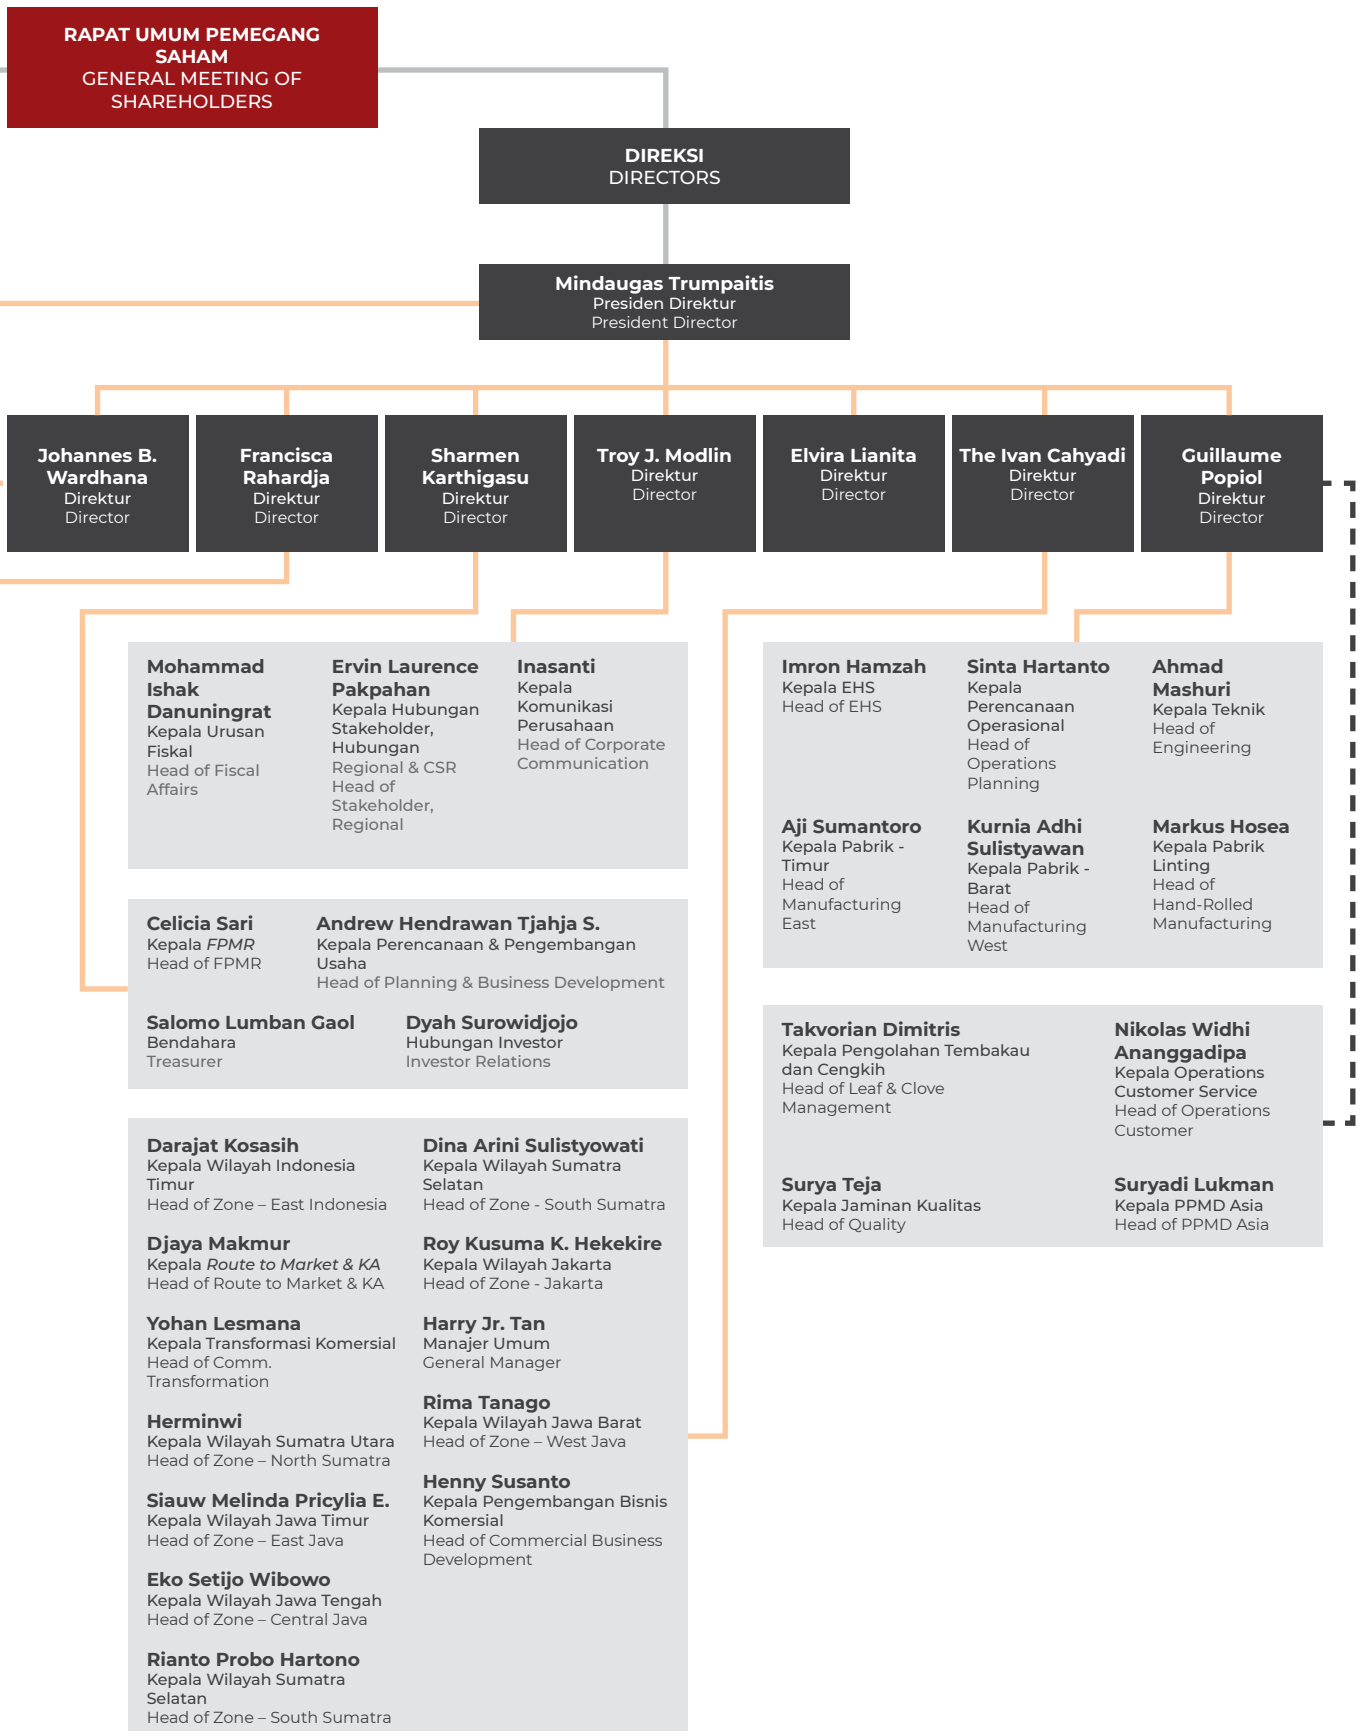 RAPAT UMUM PEMEGANG
SAHAM
GENERAL MEETING OF
SHAREHOLDERS
DIREKSI
DIRECTORS
Mindaugas Trumpaitis
Presiden Direktur
President Director
Johannes B.
Wardhana
Direktur
Director
Francisca
Rahardja
Direktur
Director
Sharmen
Karthigasu
Direktur
Director
Troy J. Modlin
Direktur
Director
Elvira Lianita
Direktur
Director
The Ivan Cahyadi
Direktur
Director
Guillaume
Popiol
Direktur
Director
Mohammad
Ishak
Danuningrat
Kepala Urusan
Fiskal
Head of Fiscal
Affairs
Ervin Laurence
Pakpahan
Kepala Hubungan
Stakeholder,
Hubungan
Regional & CSR
Head of
Stakeholder,
Regional
Inasanti
Kepala
Komunikasi
Perusahaan
Head of Corporate
Communication
Celicia Sari
Kepala FPMR
Head of FPMR
Andrew Hendrawan Tjahja S.
Kepala Perencanaan & Pengembangan
Usaha
Head of Planning & Business Development
Salomo Lumban Gaol
Bendahara
Treasurer
Dyah Surowidjojo
Hubungan Investor
Investor Relations
Darajat Kosasih
Kepala Wilayah Indonesia
Timur
Head of Zone – East Indonesia
Djaya Makmur
Kepala Route to Market & KA
Head of Route to Market & KA
Yohan Lesmana
Kepala Transformasi Komersial
Head of Comm.
Transformation
Herminwi
Kepala Wilayah Sumatra Utara
Head of Zone – North Sumatra
Siauw Melinda Pricylia E.
Kepala Wilayah Jawa Timur
Head of Zone – East Java
Eko Setijo Wibowo
Kepala Wilayah Jawa Tengah
Head of Zone – Central Java
Rianto Probo Hartono
Kepala Wilayah Sumatra
Selatan
Head of Zone – South Sumatra
Dina Arini Sulistyowati
Kepala Wilayah Sumatra
Selatan
Head of Zone - South Sumatra
Roy Kusuma K. Hekekire
Kepala Wilayah Jakarta
Head of Zone - Jakarta
Harry Jr. Tan
Manajer Umum
General Manager
Rima Tanago
Kepala Wilayah Jawa Barat
Head of Zone – West Java
Henny Susanto
Kepala Pengembangan Bisnis
Komersial
Head of Commercial Business
Development
Imron Hamzah
Kepala EHS
Head of EHS
Sinta Hartanto
Kepala
Perencanaan
Operasional
Head of
Operations
Planning
Ahmad
Mashuri
Kepala Teknik
Head of
Engineering
Aji Sumantoro
Kepala Pabrik -
Timur
Head of
Manufacturing
East
Kurnia Adhi
Sulistyawan
Kepala Pabrik -
Barat
Head of
Manufacturing
West
Markus Hosea
Kepala Pabrik
Linting
Head of
Hand-Rolled
Manufacturing
Takvorian Dimitris
Kepala Pengolahan Tembakau
dan Cengkih
Head of Leaf & Clove
Management
Nikolas Widhi
Ananggadipa
Kepala Operations
Customer Service
Head of Operations
Customer
Surya Teja
Kepala Jaminan Kualitas
Head of Quality
Suryadi Lukman
Kepala PPMD Asia
Head of PPMD Asia